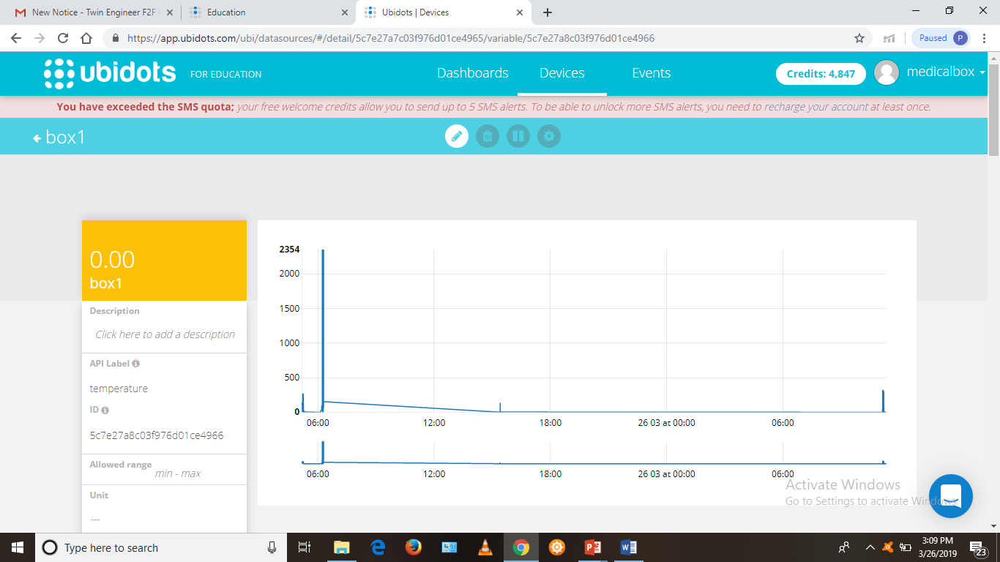 New Notice - Twin Engineer F2F
Education
Ubidots | Devices
https://app.ubidots.com/ubi/datasources/#/detail/5c7e27a7c03f976d01ce4965/variable/5c7e27a8c03f976d01ce4966
Paused P
ubidots FOR EDUCATION
Dashboards Devices Events
Credits: 4,847
medicalbox
You have exceeded the SMS quota; your free welcome credits allow you to send up to 5 SMS alerts. To be able to unlock more SMS alerts, you need to recharge your account at least once.
box1
0.00
box1
Description
Click here to add a description
API Label
temperature
ID
5c7e27a8c03f976d01ce4966
Allowed range
min - max
Unit
---
2354
2000
1500
1000
500
0
06:00 12:00 18:00 26 03 at 00:00 06:00
06:00 12:00 18:00 26 03 at 00:00 06:00
Activate Windows
Go to Settings to activate Windows.
Type here to search
3:09 PM
3/26/2019
23